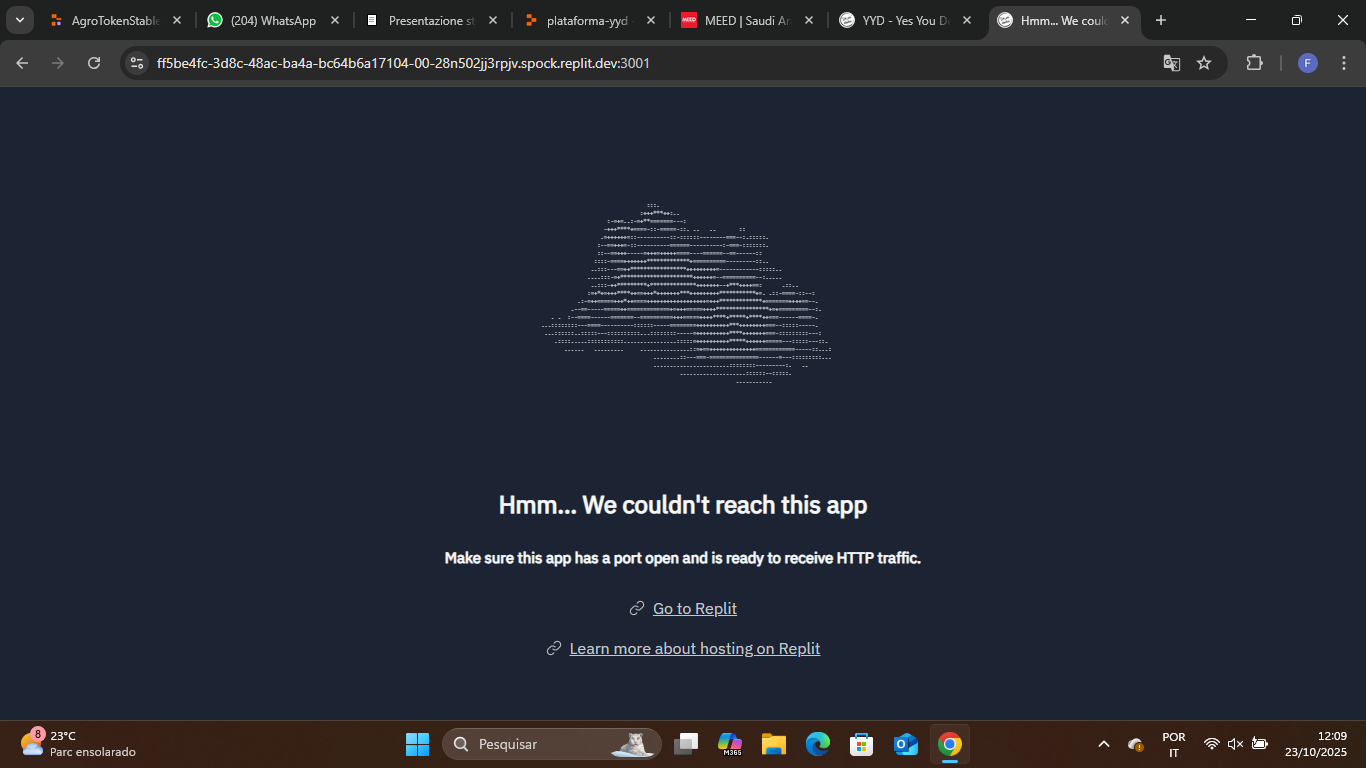 AgroTokenStable
(204) WhatsApp
Presentazione st
plataforma-yyd -
MEED
MEED | Saudi Ar
YYD - Yes You D
Hmm... We coul
ff5be4fc-3d8c-48ac-ba4a-bc64b6a17104-00-28n502jj3rpjv.spock.replit.dev:3001
F
Hmm... We couldn't reach this app
Make sure this app has a port open and is ready to receive HTTP traffic.
Go to Replit
Learn more about hosting on Replit
8
23°C
Parc ensolarado
Pesquisar
M365
POR
IT
12:09
23/10/2025